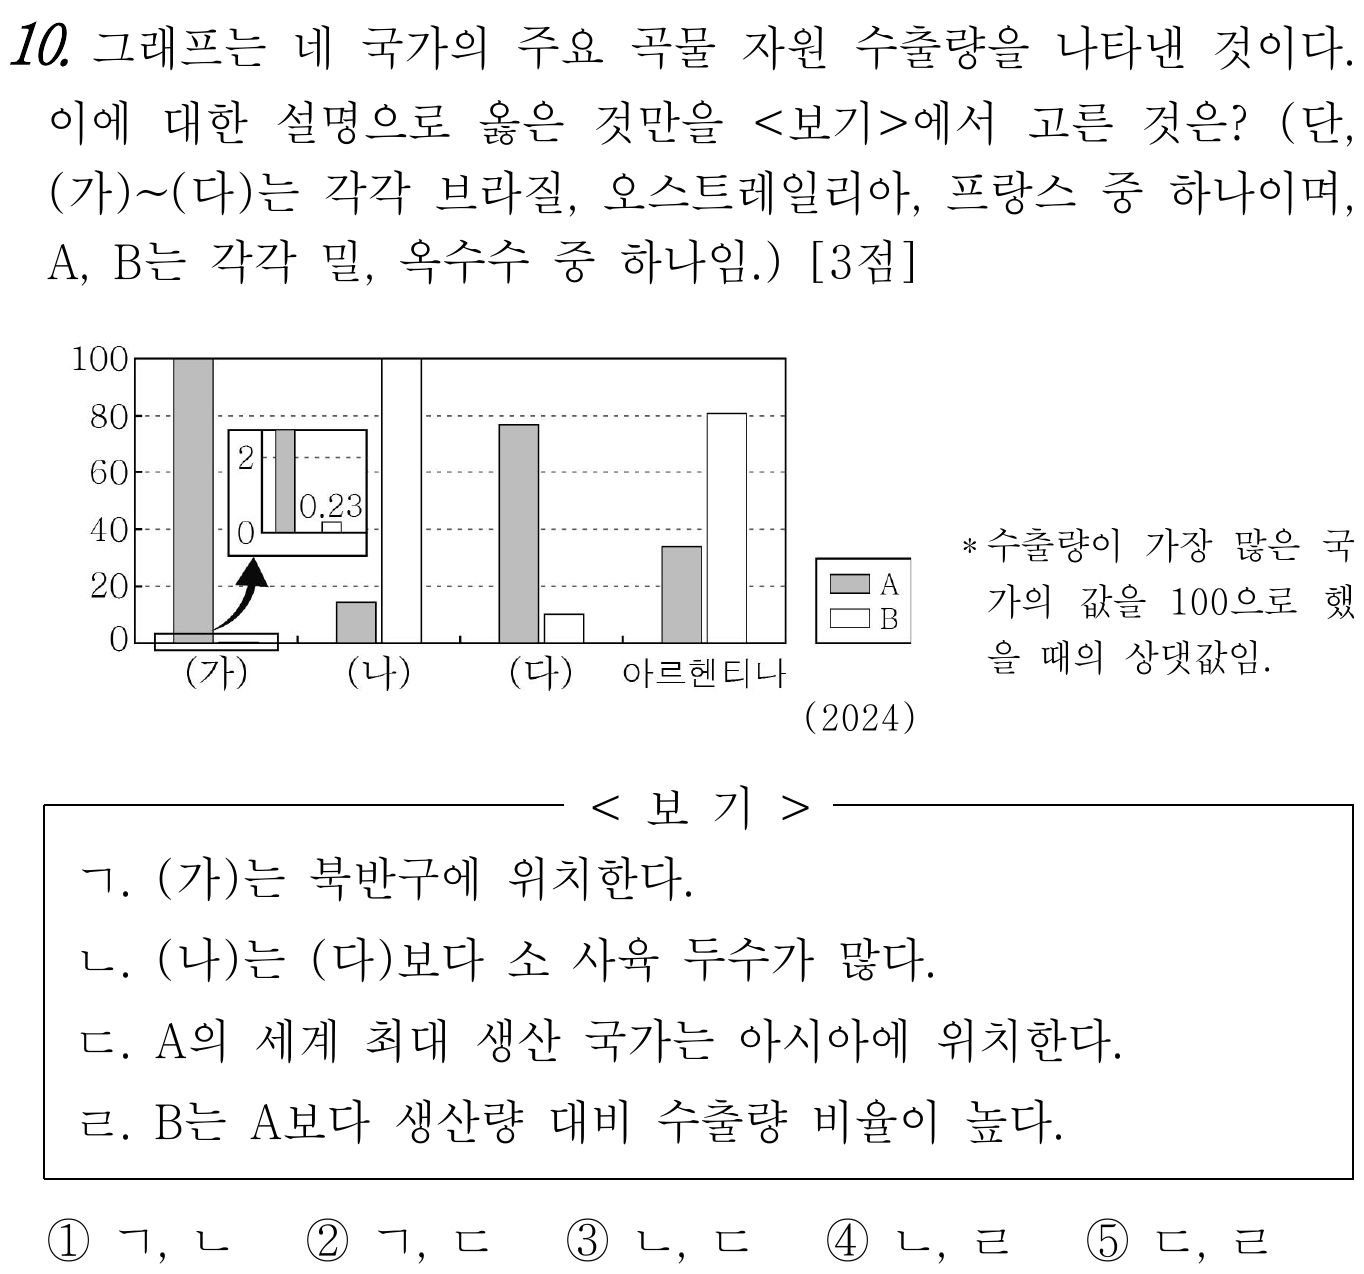 10. 그래프는 네 국가의 주요 곡물 자원 수출량을 나타낸 것이다.
이에 대한 설명으로 옳은 것만을 <보기>에서 고른 것은? (단,
(가)~(다)는 각각 브라질, 오스트레일리아, 프랑스 중 하나이며,
A, B는 각각 밀, 옥수수 중 하나임.) [3점]
100
80
60
40
20
0
2
0.23
0
(가) (나) (다) 아르헨티나
A
B
(2024)
* 수출량이 가장 많은 국
가의 값을 100으로 했
을 때의 상댓값임.
< 보 기 >
ㄱ. (가)는 북반구에 위치한다.
ㄴ. (나)는 (다)보다 소 사육 두수가 많다.
ㄷ. A의 세계 최대 생산 국가는 아시아에 위치한다.
ㄹ. B는 A보다 생산량 대비 수출량 비율이 높다.
① ㄱ, ㄴ ② ㄱ, ㄷ ③ ㄴ, ㄷ ④ ㄴ, ㄹ ⑤ ㄷ, ㄹ